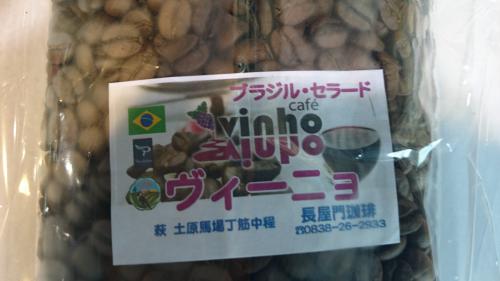 ブラジル・セラード
café
vinho
ヴィーニョ
長屋門珈琲
萩 土原馬場丁筋中程
☎0838-26-2933